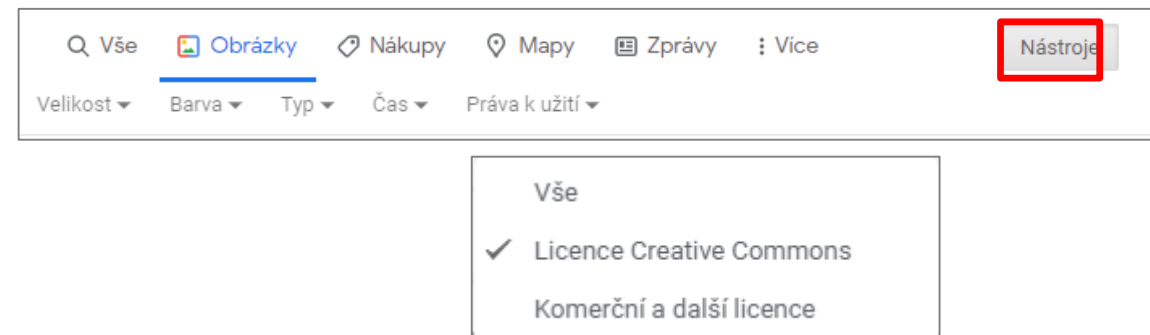 Vše Obrázky Nákupy Mapy Zprávy Více Nástroje
Velikost Barva Typ Čas Práva k užití
Vše
Licence Creative Commons
Komerční a další licence